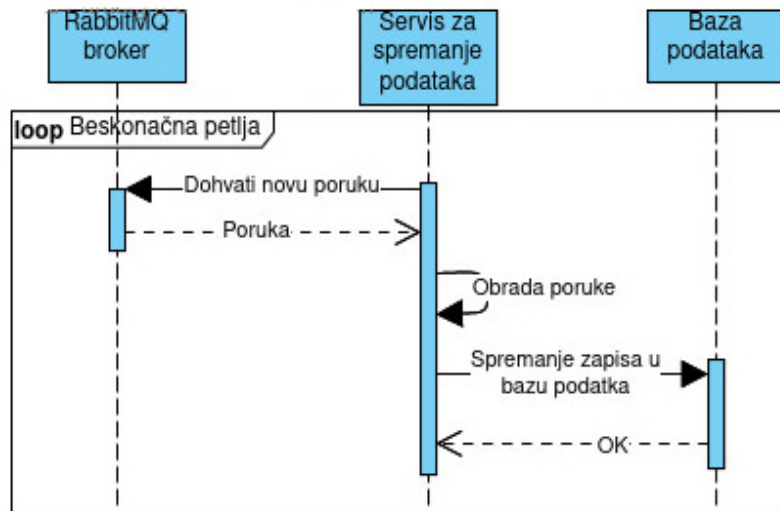 RabbitMQ
broker
Servis za
spremanje
podataka
Baza
podataka
loop Beskonačna petlja
Dohvati novu poruku
Poruka
Obrada poruke
Spremanje zapisa u
bazu podatka
OK